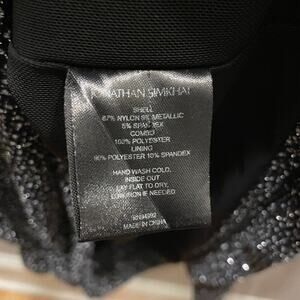 JONATHAN SIMKHAI
SHELL
87% NYLON 8% METALLIC
5% SPANDEX
COMBO
100% POLYESTER
LINING
90% POLYESTER 10% SPANDEX
HAND WASH COLD,
INSIDE OUT
LAY FLAT TO DRY,
LOW IRON IF NEEDED
MADE IN CHINA